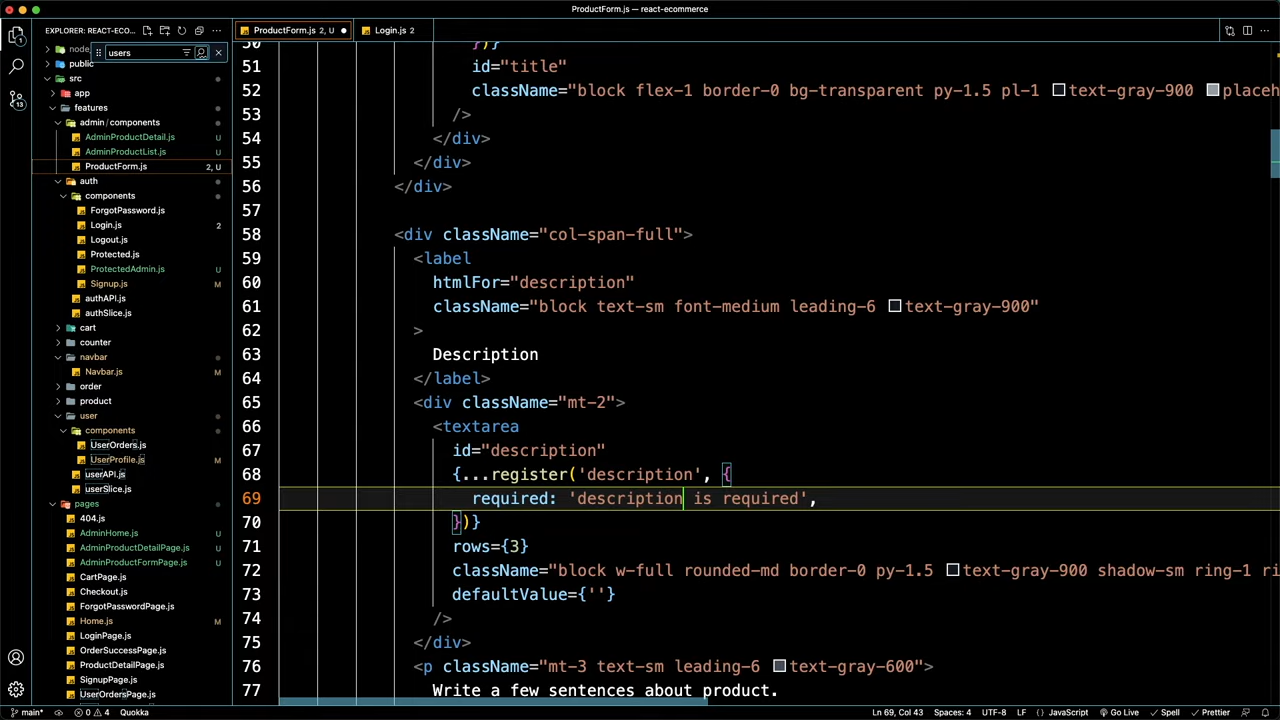 ProductForm.js — react-ecommerce
EXPLORER: REACT-ECO...
users
node
public
src
app
features
admin/components
AdminProductDetail.js U
AdminProductList.js U
ProductForm.js 2, U
auth
components
ForgotPassword.js
Login.js 2
Logout.js
Protected.js
ProtectedAdmin.js U
Signup.js M
authAPI.js
authSlice.js
cart
counter
navbar
Navbar.js M
order
product
user
components
UserOrders.js
UserProfile.js M
userAPI.js
userSlice.js
pages
404.js
AdminHome.js U
AdminProductDetailPage.js U
AdminProductFormPage.js U
CartPage.js
Checkout.js
ForgotPasswordPage.js
Home.js M
LoginPage.js
OrderSuccessPage.js
ProductDetailPage.js
SignupPage.js
UserOrdersPage.js
1
13
ProductForm.js 2, U
Login.js 2
50 })}
51 id="title"
52 className="block flex-1 border-0 bg-transparent py-1.5 pl-1 text-gray-900 placeh
53 />
54 </div>
55 </div>
56 </div>
57
58 <div className="col-span-full">
59 <label
60 htmlFor="description"
61 className="block text-sm font-medium leading-6 text-gray-900"
62 >
63 Description
64 </label>
65 <div className="mt-2">
66 <textarea
67 id="description"
68 {...register('description', {
69 required: 'description is required',
70 })}
71 rows={3}
72 className="block w-full rounded-md border-0 py-1.5 text-gray-900 shadow-sm ring-1 ri
73 defaultValue={''}
74 />
75 </div>
76 <p className="mt-3 text-sm leading-6 text-gray-600">
77 Write a few sentences about product.
main* 0 4 Quokka Ln 69, Col 43 Spaces: 4 UTF-8 LF {} JavaScript Go Live Spell Prettier